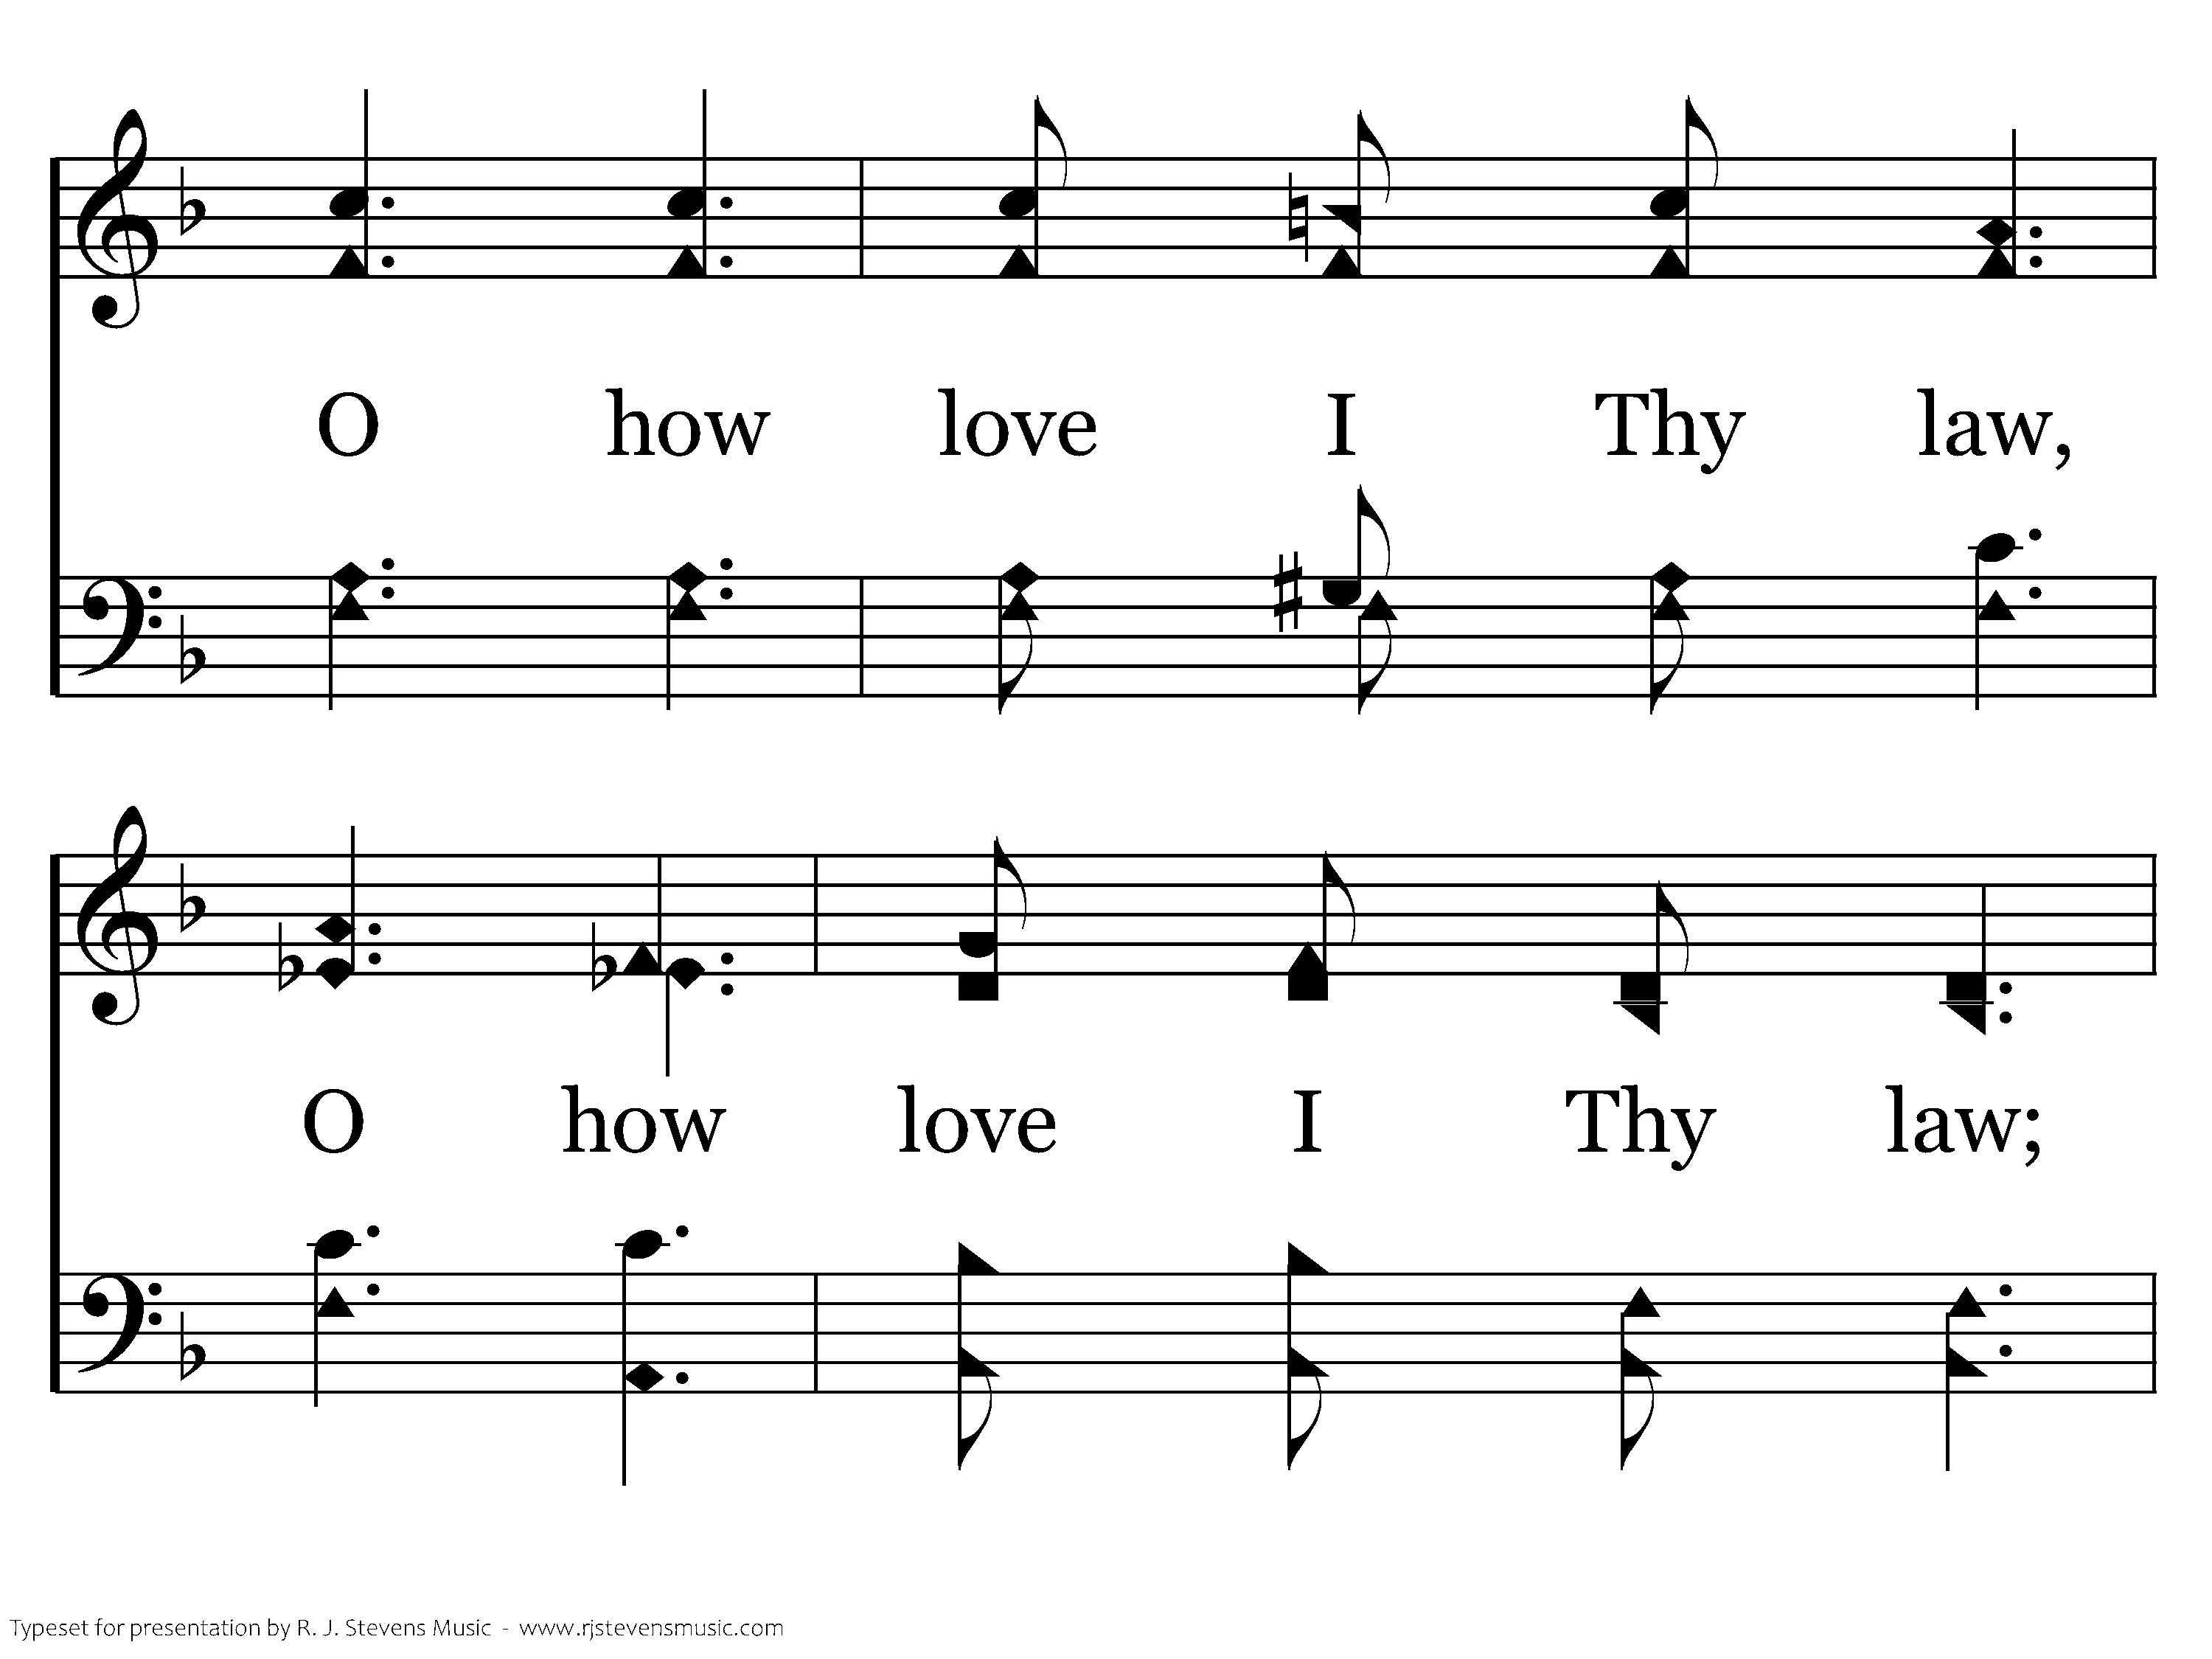 O how love I Thy law,
O how love I Thy law;
Typeset for presentation by R. J. Stevens Music - www.rjstevensmusic.com